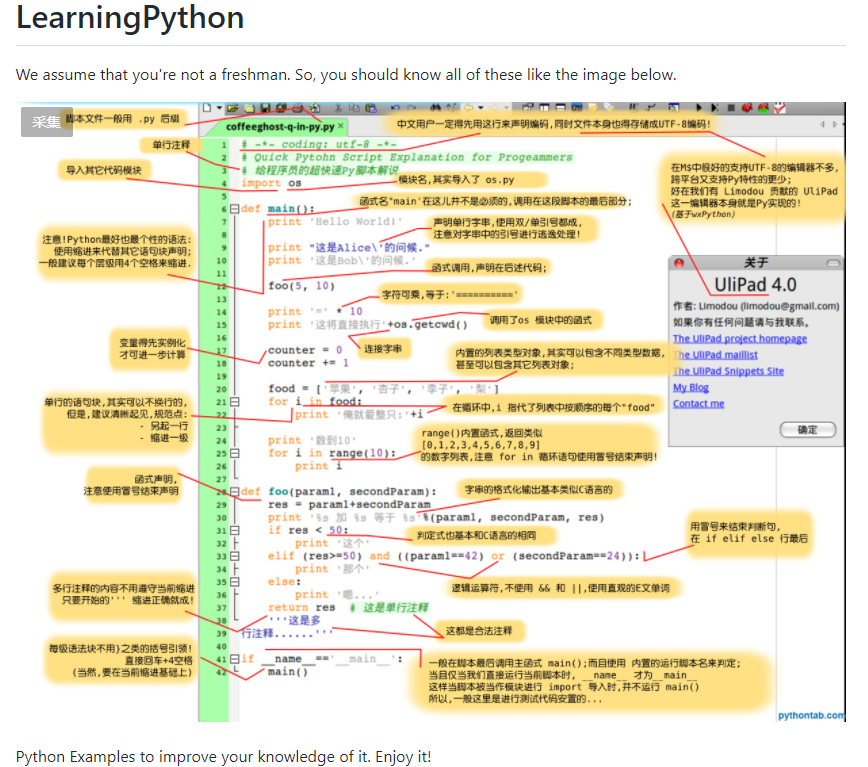 LearningPython
We assume that you're not a freshman. So, you should know all of these like the image below.
采集
脚本文件一般用 .py 后缀
coffeeghost-q-in-py.py ×
中文用户一定得先用这行来声明编码,同时文件本身也得存储成UTF-8编码!
单行注释
1 # -*- coding: utf-8 -*-
2 # Quick Pytohn Script Explanation for Progeammers
3 # 给程序员的超快速Py脚本解说
导入其它代码模块
4 import os
模块名,其实导入了 os.py
5
在M$中很好的支持UTF-8的编辑器不多,
跨平台又支持Py特性的更少;
好在我们有 Limodou 贡献的 UliPad
这一编辑器本身就是Py实现的!
(基于wxPython)
函式名"main'在这儿并不是必须的,调用在这段脚本的最后部分;
6 def main():
7 print 'Hello World!'
8
声明单行字串,使用双/单引号都成,
注意对字串中的引号进行逃逸处理!
注意!Python最好也最个性的语法:
使用缩进来代替其它语句块声明;
一般建议每个层级用4个空格来缩进.
9 print "这是Alice\'的问候."
10 print '这是Bob\'的问候.'
11
函式调用,声明在后述代码;
12 foo(5, 10)
13
字符可乘,等于:'=========='
14 print '=' * 10
15 print '这将直接执行'+os.getcwd()
调用了os 模块中的函式
16
变量得先实例化
才可进一步计算
17 counter = 0
18 counter += 1
连接字串
19
内置的列表类型对象,其实可以包含不同类型数据,
甚至可以包含其它列表对象;
20 food = ['苹果', '杏子', '李子', '梨']
21 for i in food:
22 print '俺就爱整只:'+i
在循环中,i 指代了列表中按顺序的每个"food"
单行的语句块,其实可以不换行的,
但是,建议清晰起见,规范点:
- 另起一行
- 缩进一级
23
24 print '数到10'
25 for i in range(10):
26 print i
range()内置函式,返回类似
[0,1,2,3,4,5,6,7,8,9]
的数字列表,注意 for in 循环语句使用冒号结束声明!
27
函式声明,
注意使用冒号结束声明
28 def foo(param1, secondParam):
29 res = param1+secondParam
30 print '%s 加 %s 等于 %s'%(param1, secondParam, res)
字串的格式化输出基本类似C语言的
31 if res < 50:
32 print '这个'
判定式也基本和C语言的相同
33 elif (res>=50) and ((param1==42) or (secondParam==24)):
34 print '那个'
用冒号来结束判断句,
在 if elif else 行最后
35 else:
36 print '嗯...'
逻辑运算符,不使用 && 和 ||,使用直观的E文单词
37 return res # 这是单行注释
38 '''这是多
39 行注释......'''
多行注释的内容不用遵守当前缩进
只要开始的''' 缩进正确就成!
这都是合法注释
40
41 if __name__=='__main__':
42 main()
每级语法块不用}之类的括号引领!
直接回车+4空格
(当然,要在当前缩进基础上)
一般在脚本最后调用主函式 main();而且使用 内置的运行脚本名来判定;
当且仅当我们直接运行当前脚本时, __name__ 才为__main__
这样当脚本被当作模块进行 import 导入时,并不运行 main()
所以,一般这里是进行测试代码安置的...
关于
UliPad 4.0
作者: Limodou (limodou@gmail.com)
如果你有任何问题请与我联系。
The UliPad project homepage
The UliPad maillist
The UliPad Snippets Site
My Blog
Contact me
确定
pythontab.com
Python Examples to improve your knowledge of it. Enjoy it!